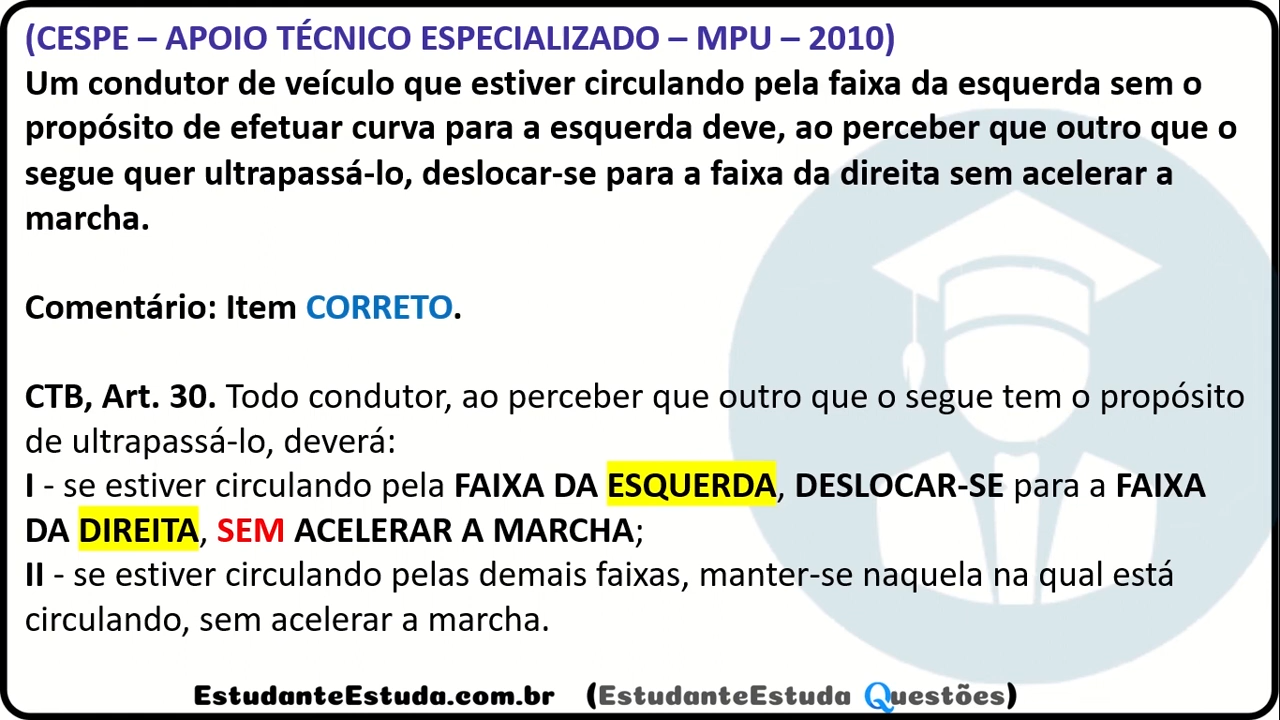 (CESPE – APOIO TÉCNICO ESPECIALIZADO – MPU – 2010)
Um condutor de veículo que estiver circulando pela faixa da esquerda sem o
propósito de efetuar curva para a esquerda deve, ao perceber que outro que o
segue quer ultrapassá-lo, deslocar-se para a faixa da direita sem acelerar a
marcha.
Comentário: Item CORRETO.
CTB, Art. 30. Todo condutor, ao perceber que outro que o segue tem o propósito
de ultrapassá-lo, deverá:
I - se estiver circulando pela FAIXA DA ESQUERDA, DESLOCAR-SE para a FAIXA
DA DIREITA, SEM ACELERAR A MARCHA;
II - se estiver circulando pelas demais faixas, manter-se naquela na qual está
circulando, sem acelerar a marcha.
EstudanteEstuda.com.br (EstudanteEstuda Questões)